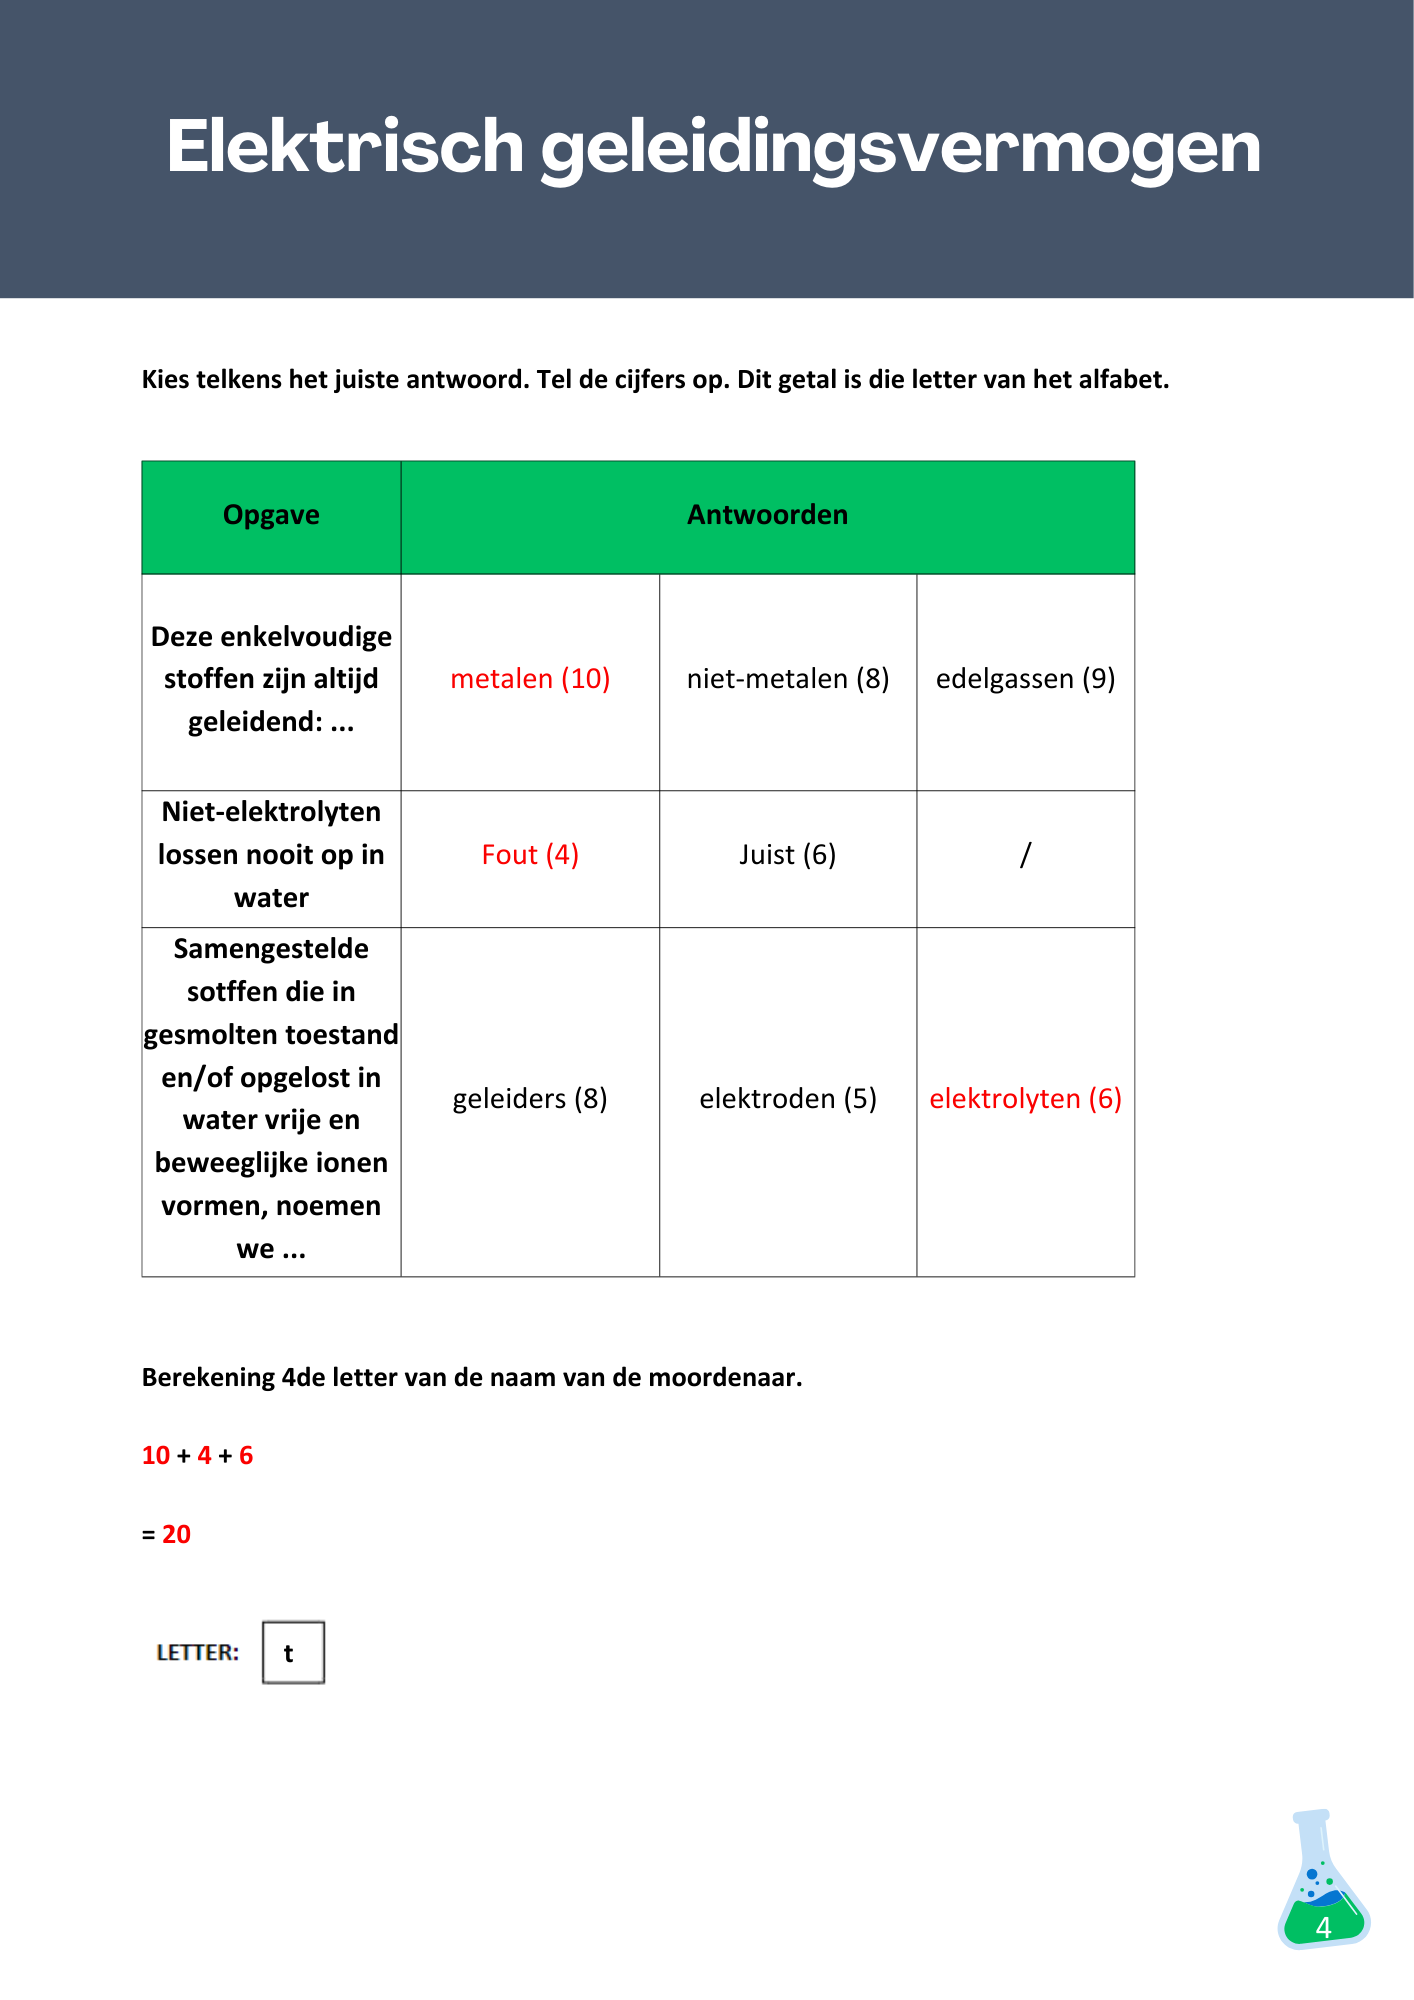 Elektrisch geleidingsvermogen
Kies telkens het juiste antwoord. Tel de cijfers op. Dit getal is die letter van het alfabet.
Opgave
Antwoorden
Deze enkelvoudige
stoffen zijn altijd
geleidend: ...
metalen (10)
niet-metalen (8)
edelgassen (9)
Niet-elektrolyten
lossen nooit op in
water
Fout (4)
Juist (6)
/
Samengestelde
sotffen die in
gesmolten toestand
en/of opgelost in
water vrije en
beweeglijke ionen
vormen, noemen
we ...
geleiders (8)
elektroden (5)
elektrolyten (6)
Berekening 4de letter van de naam van de moordenaar.
10 + 4 + 6
= 20
LETTER: t
4